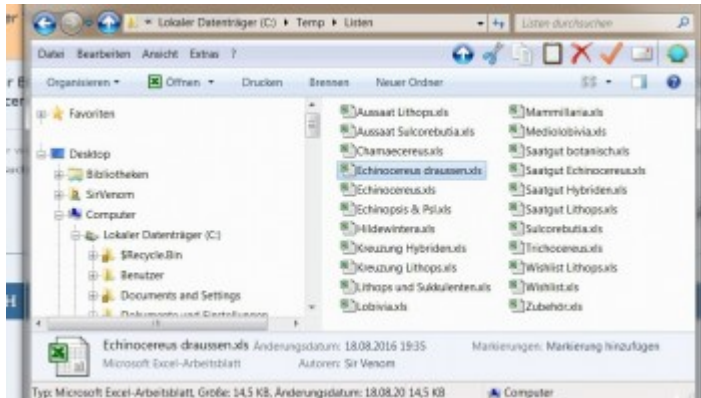 Lokaler Datenträger (C:) Temp Listen
Listen durchsuchen
Datei Bearbeiten Ansicht Extras ?
Organisieren Öffnen Drucken Brennen Neuer Ordner
Favoriten
Desktop
Bibliotheken
SirVenom
Computer
Lokaler Datenträger (C:)
$Recycle.Bin
Benutzer
Documents and Settings
Dokumente und Einstellungen
Aussaat Lithops.xls
Aussaat Sulcorebutia.xls
Chamaecereus.xls
Echinocereus draussen.xls
Echinocereus.xls
Echinopsis & Psl.xls
Hildewintera.xls
Kreuzung Hybriden.xls
Kreuzung Lithops.xls
Lithops und Sukkulenten.xls
Lobivia.xls
Mammillaria.xls
Mediolobivia.xls
Saatgut botanisch.xls
Saatgut Echinocereus.xls
Saatgut Hybriden.xls
Saatgut Lithops.xls
Sulcorebutia.xls
Trichocereus.xls
Wishlist Lithops.xls
Wishlist.xls
Zubehör.xls
Echinocereus draussen.xls Änderungsdatum: 18.08.2016 19:35 Markierungen: Markierung hinzufügen
Microsoft Excel-Arbeitsblatt Autoren: Sir Venom
Typ: Microsoft Excel-Arbeitsblatt, Größe: 14,5 KB, Änderungsdatum: 18.08.20 14,5 KB Computer